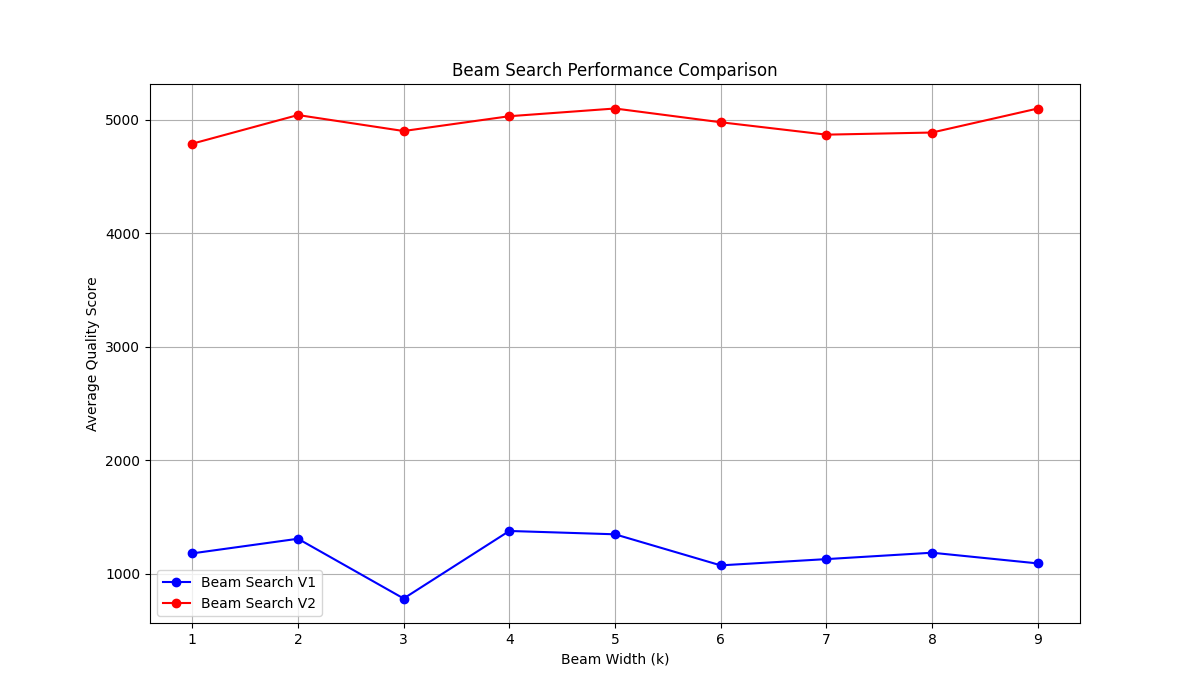 Beam Search Performance Comparison
Average Quality Score
5000
4000
3000
2000
1000
Beam Search V1
Beam Search V2
1 2 3 4 5 6 7 8 9
Beam Width (k)